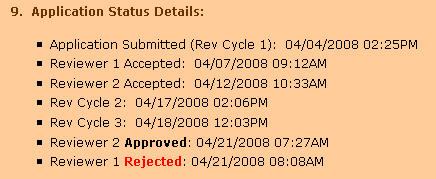 9. Application Status Details:
Application Submitted (Rev Cycle 1): 04/04/2008 02:25PM
Reviewer 1 Accepted: 04/07/2008 09:12AM
Reviewer 2 Accepted: 04/12/2008 10:33AM
Rev Cycle 2: 04/17/2008 02:06PM
Rev Cycle 3: 04/18/2008 12:03PM
Reviewer 2 Approved: 04/21/2008 07:27AM
Reviewer 1 Rejected: 04/21/2008 08:08AM